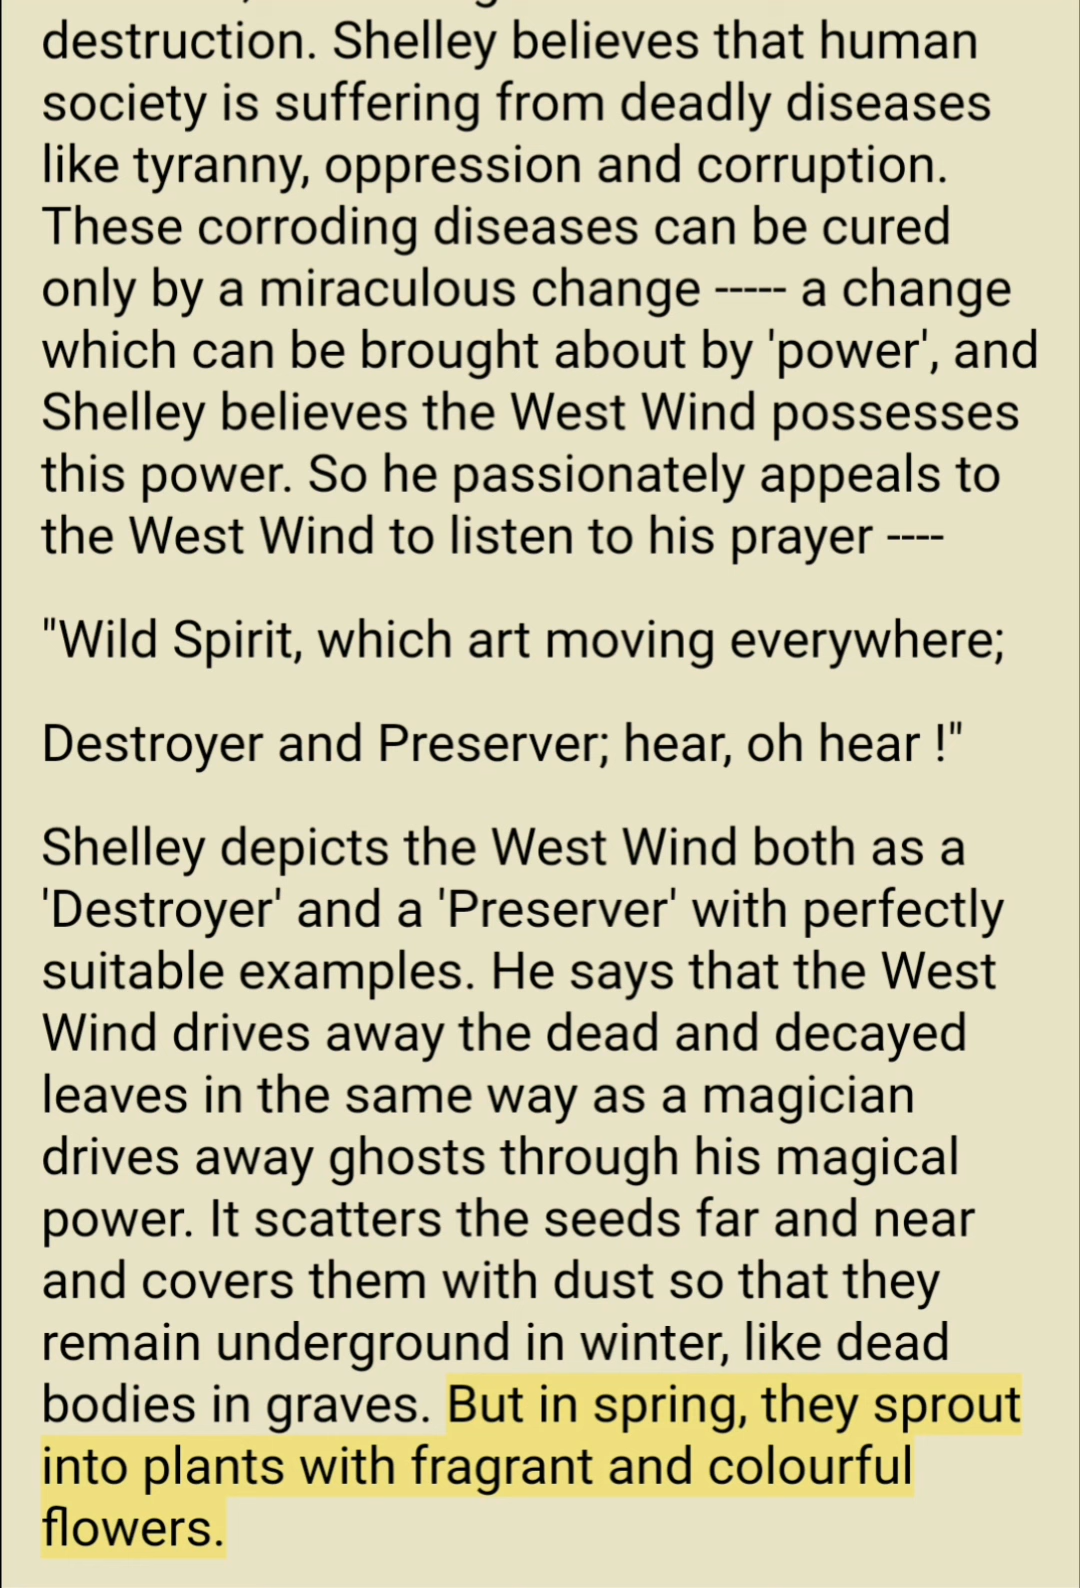 destruction. Shelley believes that human
society is suffering from deadly diseases
like tyranny, oppression and corruption.
These corroding diseases can be cured
only by a miraculous change ----- a change
which can be brought about by 'power', and
Shelley believes the West Wind possesses
this power. So he passionately appeals to
the West Wind to listen to his prayer ----
"Wild Spirit, which art moving everywhere;
Destroyer and Preserver; hear, oh hear !"
Shelley depicts the West Wind both as a
'Destroyer' and a 'Preserver' with perfectly
suitable examples. He says that the West
Wind drives away the dead and decayed
leaves in the same way as a magician
drives away ghosts through his magical
power. It scatters the seeds far and near
and covers them with dust so that they
remain underground in winter, like dead
bodies in graves. But in spring, they sprout
into plants with fragrant and colourful
flowers.